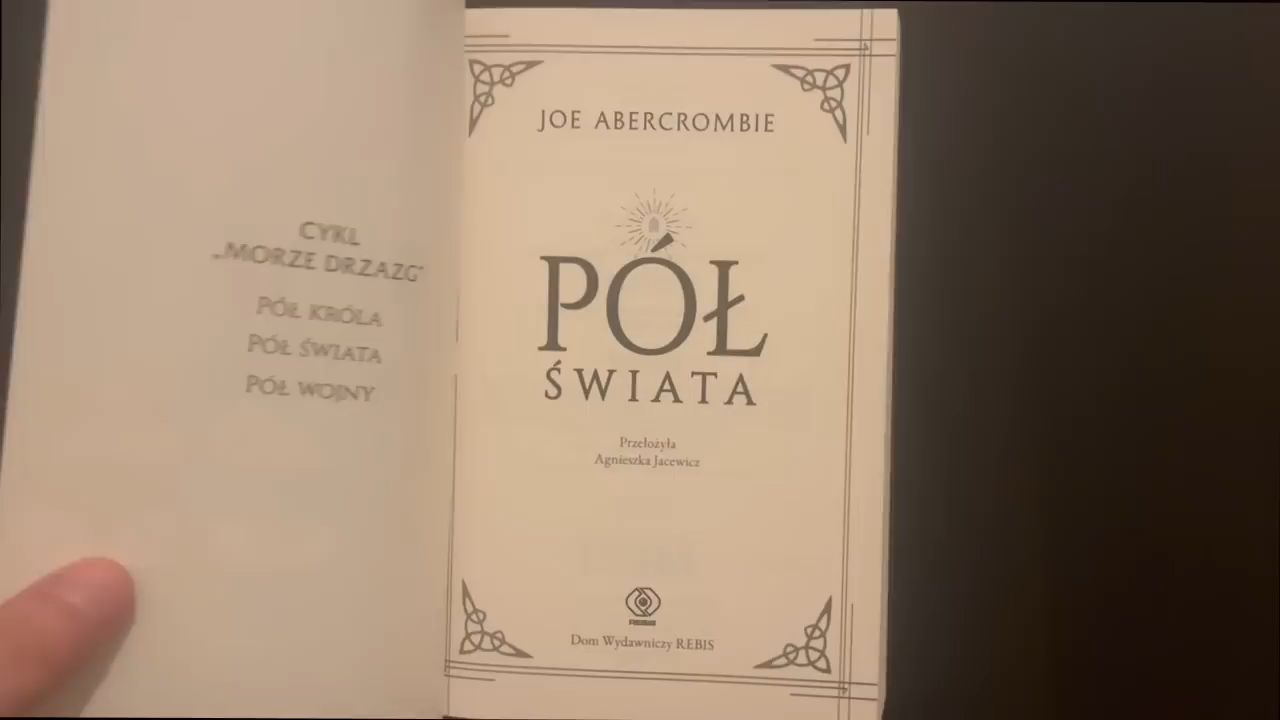 CYKL
„MORZE DRZAZG”
PÓŁ KRÓLA
PÓŁ ŚWIATA
PÓŁ WOJNY
JOE ABERCROMBIE
PÓŁ
ŚWIATA
Przełożyła
Agnieszka Jacewicz
REBIS
Dom Wydawniczy REBIS